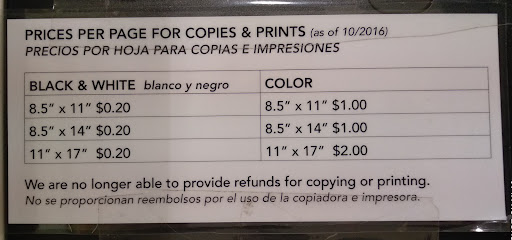 PRICES PER PAGE FOR COPIES & PRINTS (as of 10/2016)
PRECIOS POR HOJA PARA COPIAS E IMPRESIONES
BLACK & WHITE blanco y negro COLOR
8.5” x 11” $0.20 8.5” x 11” $1.00
8.5” x 14” $0.20 8.5” x 14” $1.00
11” x 17” $0.20 11” x 17” $2.00
We are no longer able to provide refunds for copying or printing.
No se proporcionan reembolsos por el uso de la copiadora e impresora.